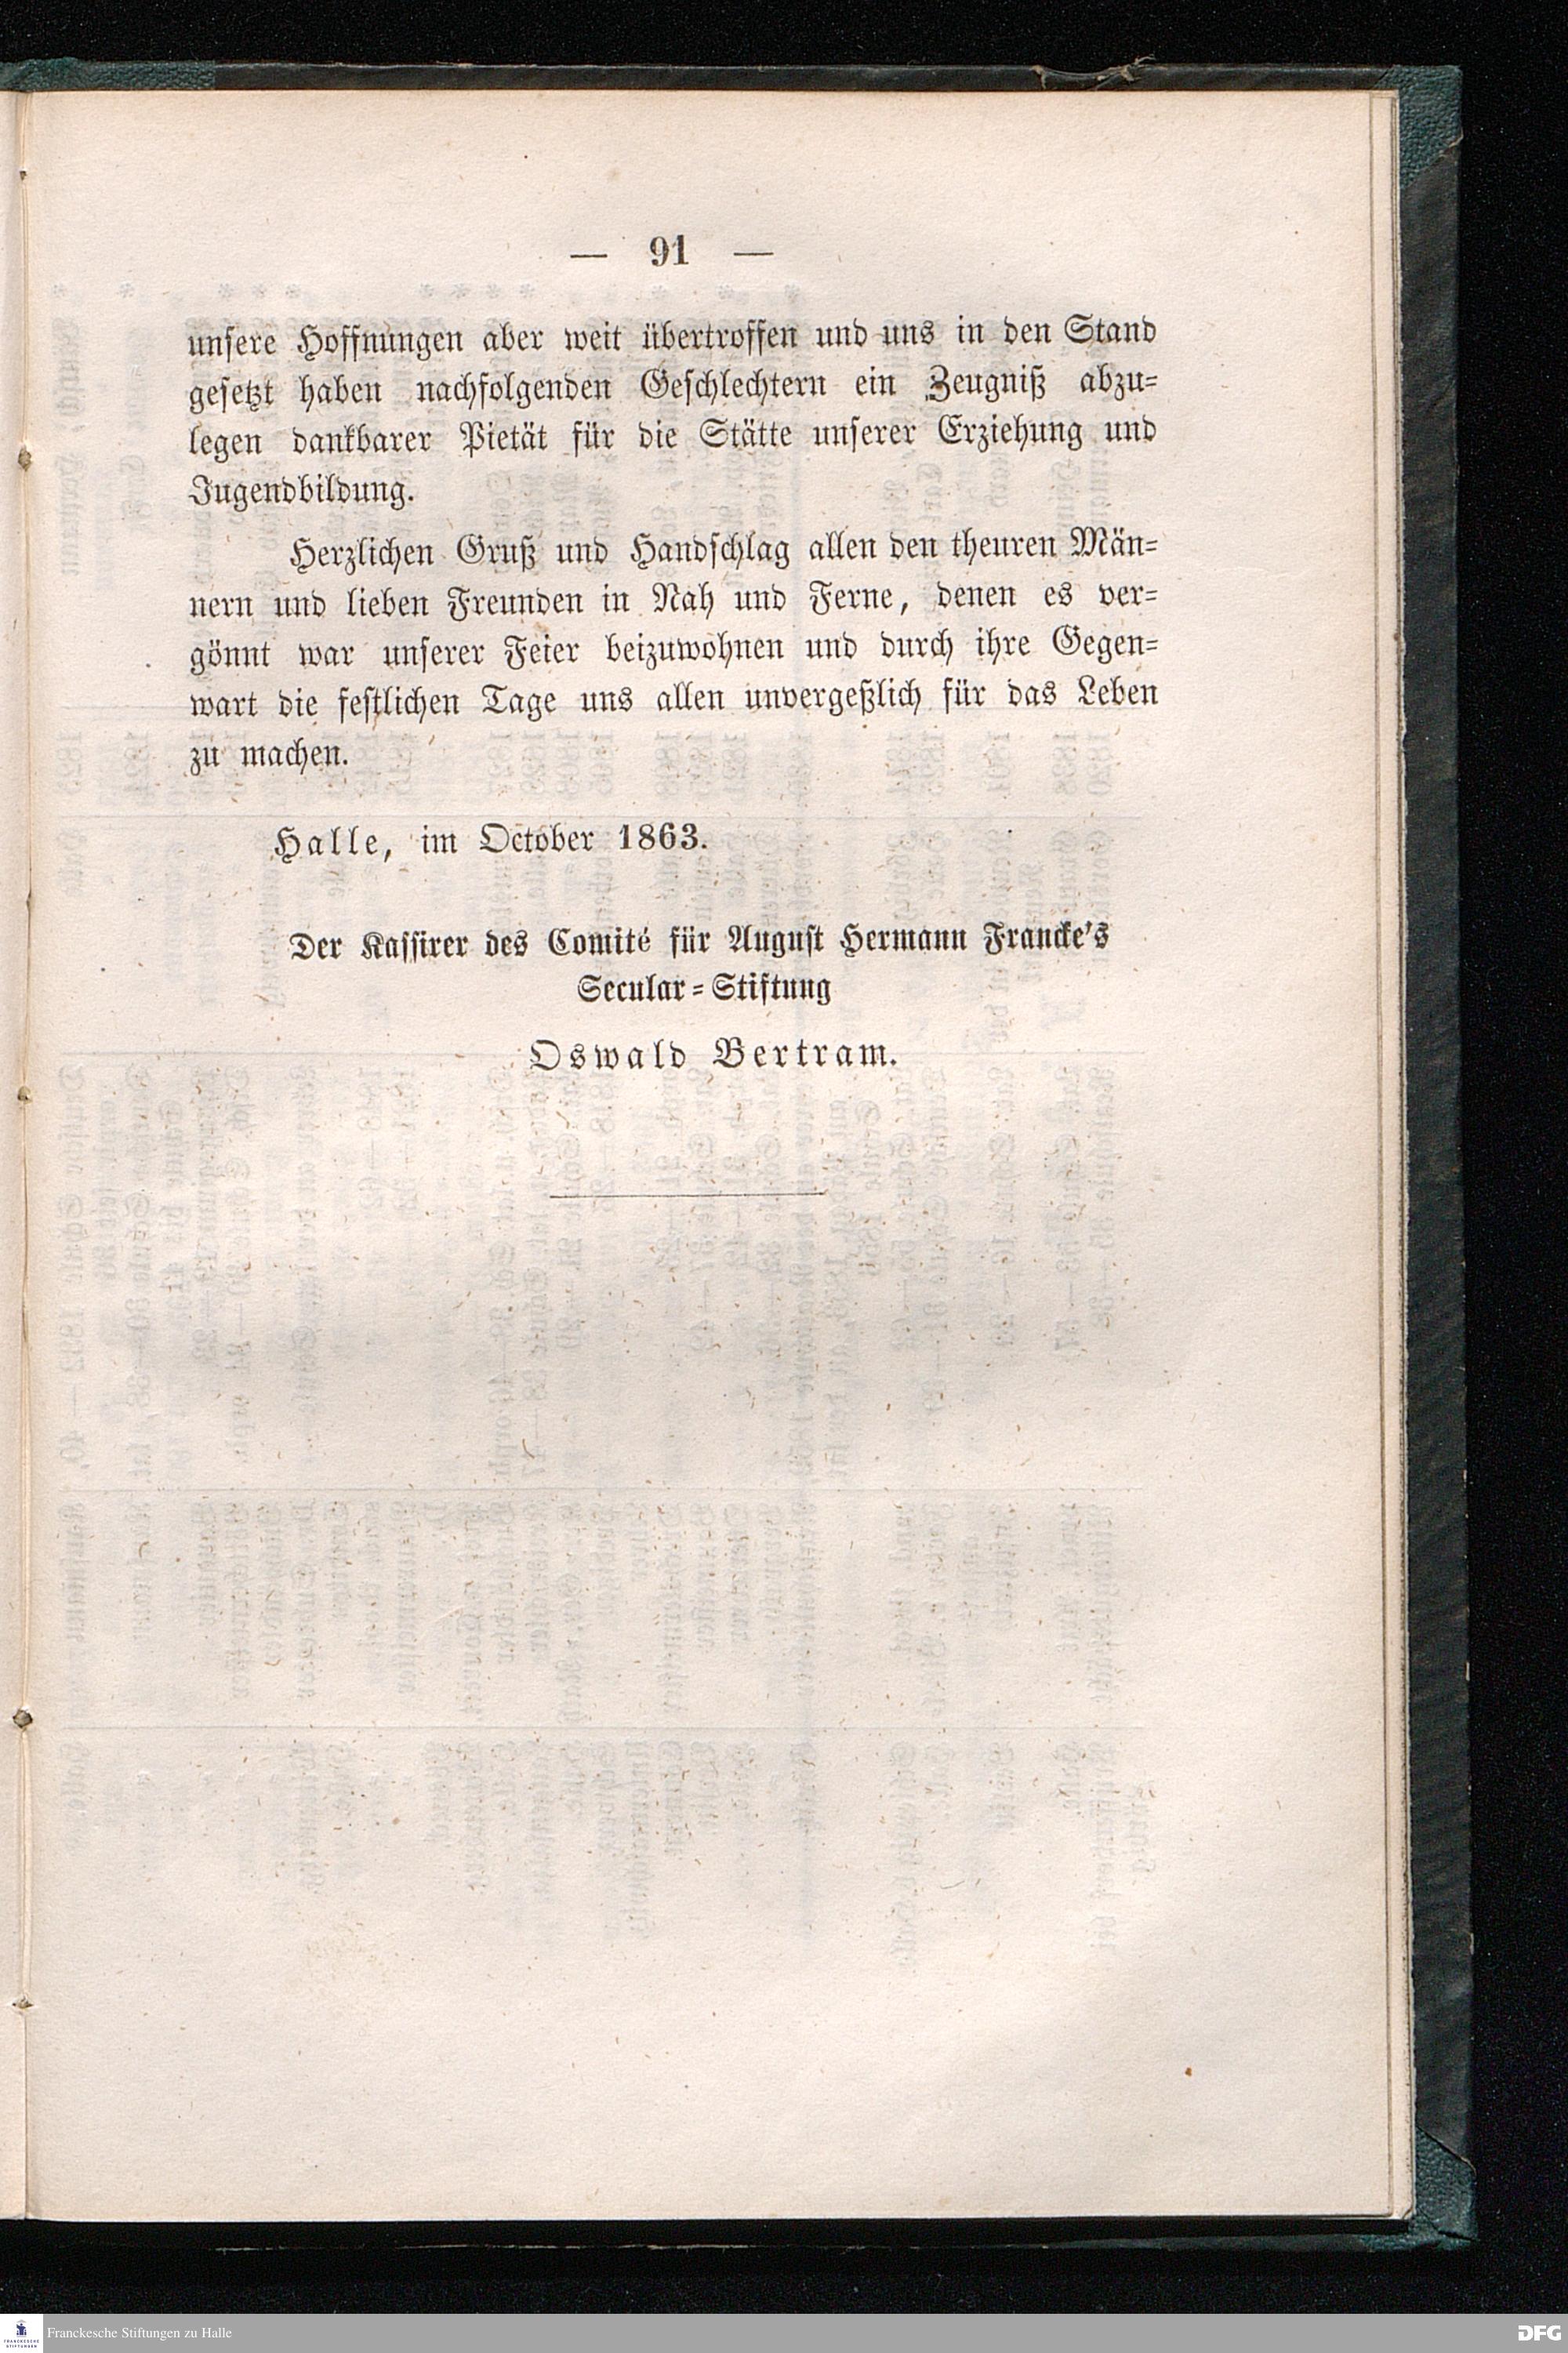 — 91 —
unsere Hoffnungen aber weit übertroffen und uns in den Stand
gesetzt haben nachfolgenden Geschlechtern ein Zeugniß abzu=
legen dankbarer Pietät für die Stätte unserer Erziehung und
Jugendbildung.
Herzlichen Gruß und Handschlag allen den theuren Män=
nern und lieben Freunden in Nah und Ferne, denen es ver=
gönnt war unserer Feier beizuwohnen und durch ihre Gegen=
wart die festlichen Tage uns allen unvergeßlich für das Leben
zu machen.
Halle, im October 1863.
Der Kassirer des Comité für August Hermann Francke's
Secular=Stiftung
Oswald Bertram.
FRANCKESCHE
STIFTUNGEN
Franckesche Stiftungen zu Halle
DFG